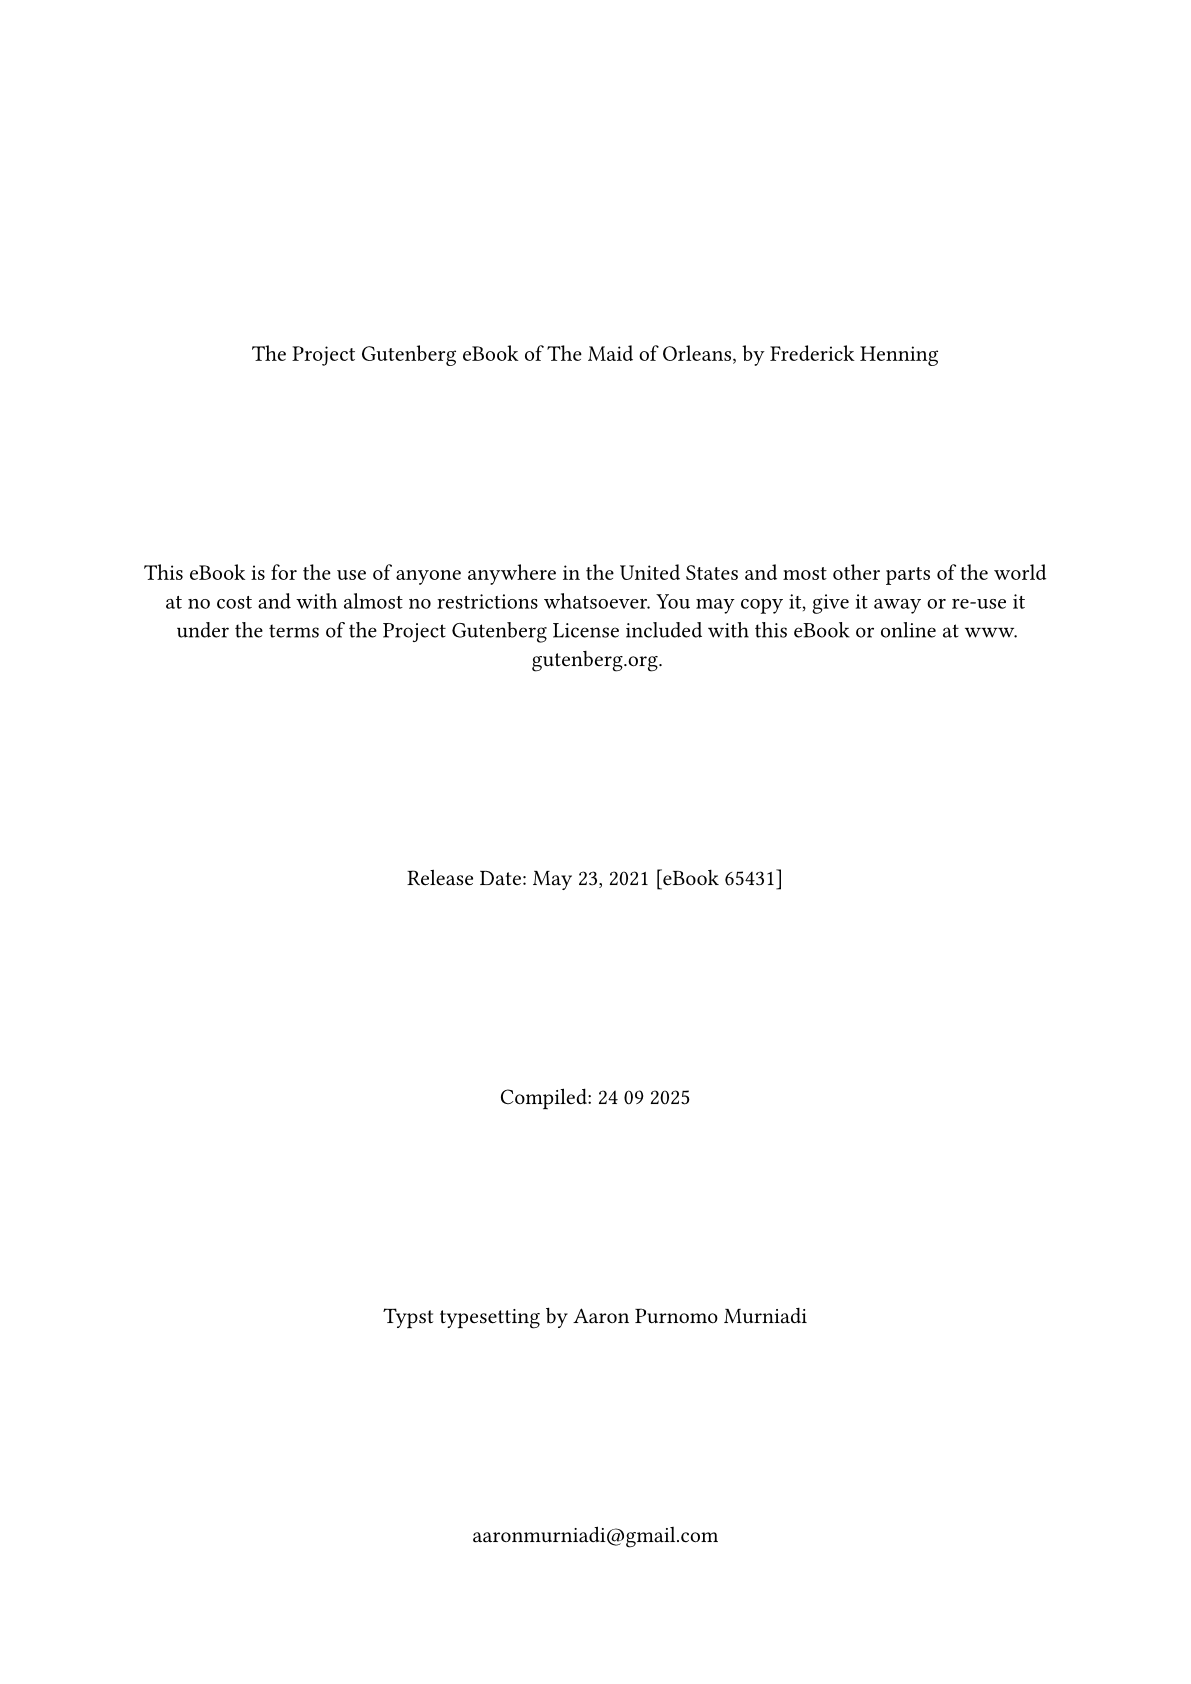 The Project Gutenberg eBook of The Maid of Orleans, by Frederick Henning
This eBook is for the use of anyone anywhere in the United States and most other parts of the world
at no cost and with almost no restrictions whatsoever. You may copy it, give it away or re-use it
under the terms of the Project Gutenberg License included with this eBook or online at www.
gutenberg.org.
Release Date: May 23, 2021 [eBook 65431]
Compiled: 24 09 2025
Typst typesetting by Aaron Purnomo Murniadi
aaronmurniadi@gmail.com